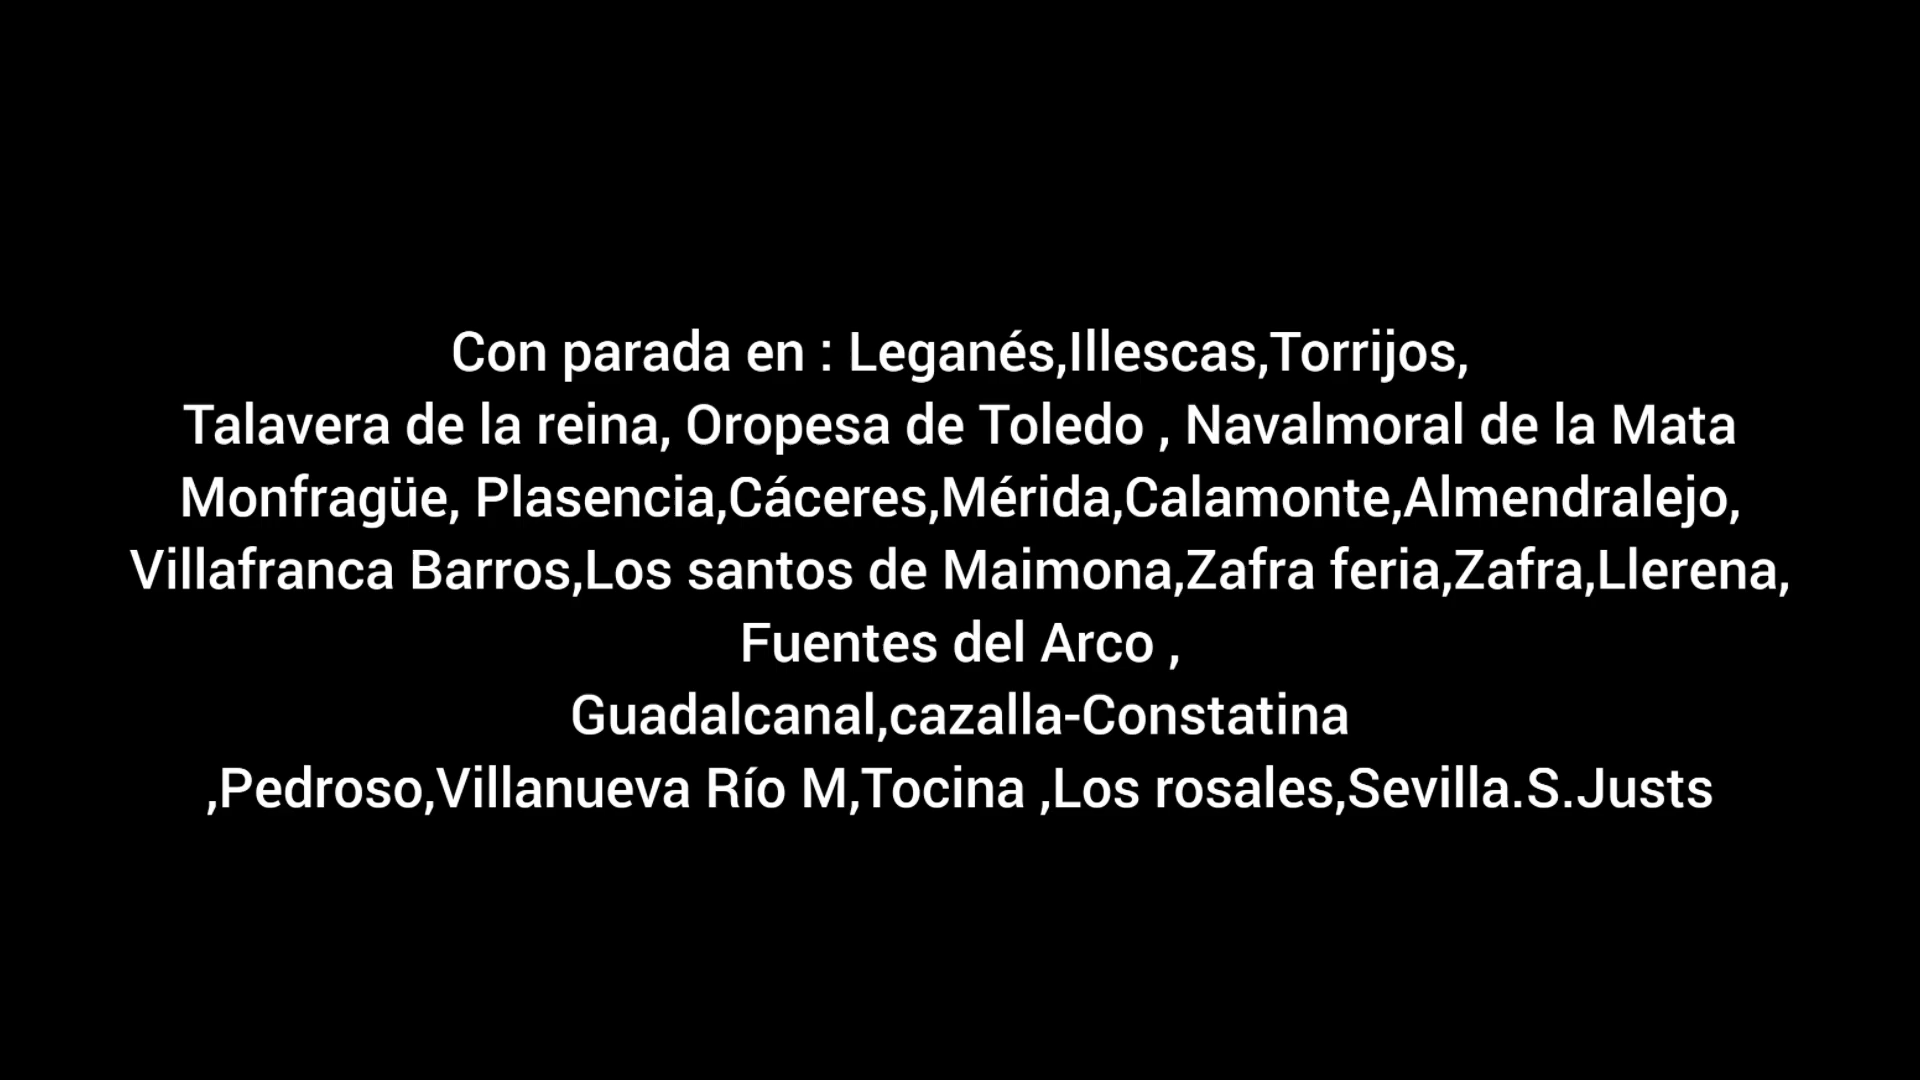 Con parada en : Leganés,Illescas,Torrijos,
Talavera de la reina, Oropesa de Toledo , Navalmoral de la Mata
Monfragüe, Plasencia,Cáceres,Mérida,Calamonte,Almendralejo,
Villafranca Barros,Los santos de Maimona,Zafra feria,Zafra,Llerena,
Fuentes del Arco ,
Guadalcanal,cazalla-Constatina
,Pedroso,Villanueva Río M,Tocina ,Los rosales,Sevilla.S.Justs